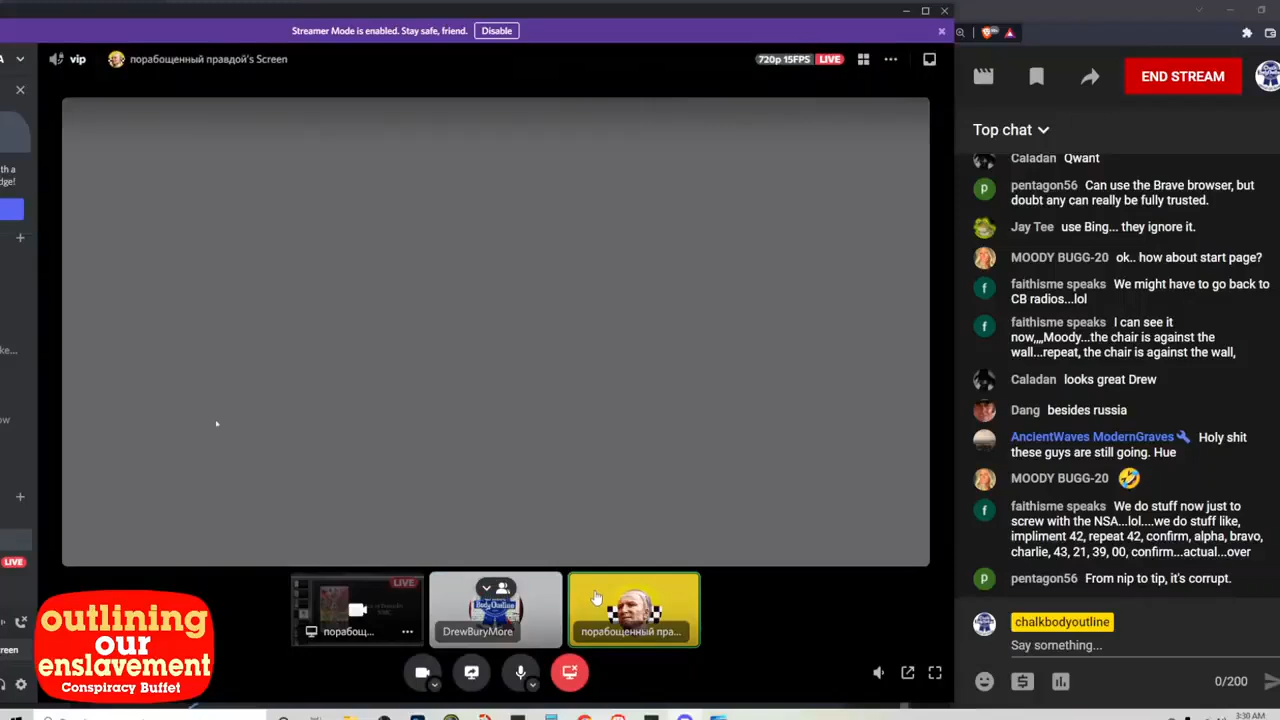 Streamer Mode is enabled. Stay safe, friend.
Disable
vip
порабощенный правдой's Screen
720p 15FPS
LIVE
END STREAM
Top chat
Caladan Qwant
pentagon56 Can use the Brave browser, but
doubt any can really be fully trusted.
Jay Tee use Bing... they ignore it.
MOODY BUGG-20 ok.. how about start page?
faithisme speaks We might have to go back to
CB radios...lol
faithisme speaks I can see it
now,,,,Moody...the chair is against the
wall...repeat, the chair is against the wall,
Caladan looks great Drew
Dang besides russia
AncientWaves ModernGraves Holy shit
these guys are still going. Hue
MOODY BUGG-20
faithisme speaks We do stuff now just to
screw with the NSA...lol....we do stuff like,
impliment 42, repeat 42, confirm, alpha, bravo,
charlie, 43, 21, 39, 00, confirm...actual...over
pentagon56 From nip to tip, it's corrupt.
chalkbodyoutline
Say something...
0/200
LIVE
порабощ...
DrewBuryMore
порабощенный пра...
LIVE
outlining
our
enslavement
Conspiracy Buffet
3:30 AM